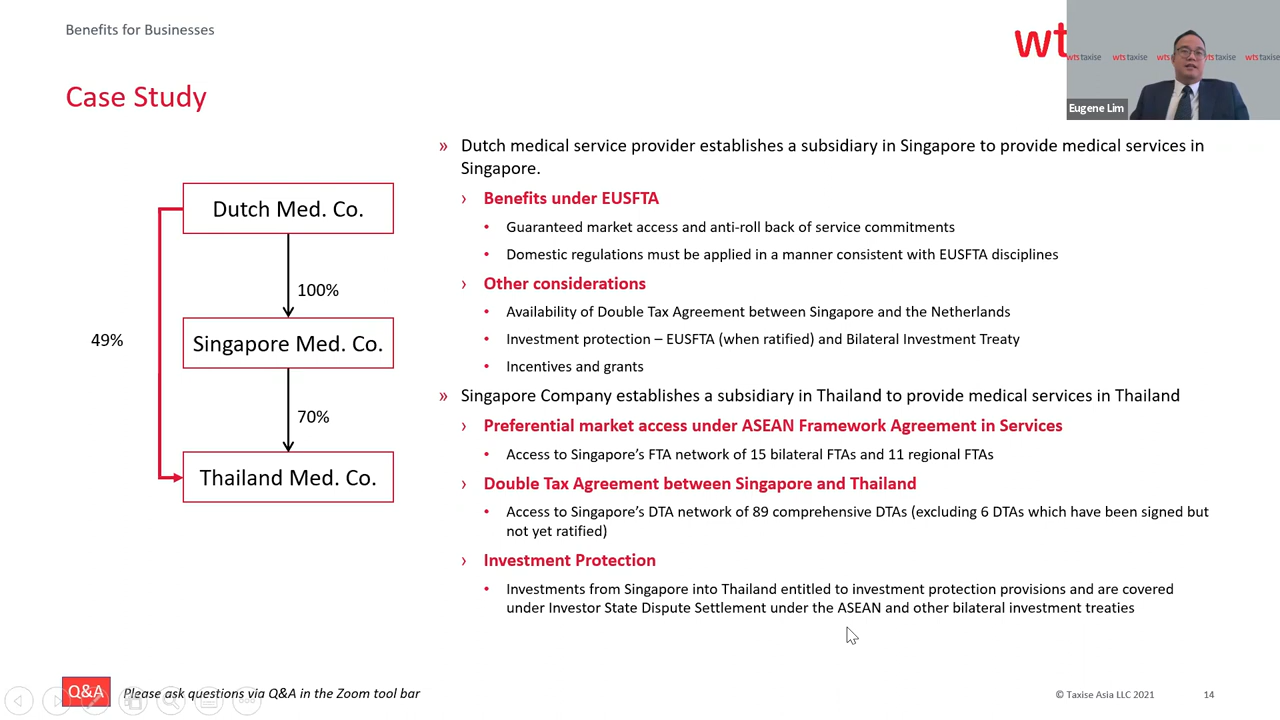 Benefits for Businesses
wts
wts taxise wts taxise wts taxise wts taxise
Eugene Lim
Case Study
» Dutch medical service provider establishes a subsidiary in Singapore to provide medical services in
Singapore.
› Benefits under EUSFTA
• Guaranteed market access and anti-roll back of service commitments
• Domestic regulations must be applied in a manner consistent with EUSFTA disciplines
› Other considerations
• Availability of Double Tax Agreement between Singapore and the Netherlands
• Investment protection – EUSFTA (when ratified) and Bilateral Investment Treaty
• Incentives and grants
» Singapore Company establishes a subsidiary in Thailand to provide medical services in Thailand
› Preferential market access under ASEAN Framework Agreement in Services
• Access to Singapore's FTA network of 15 bilateral FTAs and 11 regional FTAs
› Double Tax Agreement between Singapore and Thailand
• Access to Singapore's DTA network of 89 comprehensive DTAs (excluding 6 DTAs which have been signed but
not yet ratified)
› Investment Protection
• Investments from Singapore into Thailand entitled to investment protection provisions and are covered
under Investor State Dispute Settlement under the ASEAN and other bilateral investment treaties
Dutch Med. Co.
100%
49%
Singapore Med. Co.
70%
Thailand Med. Co.
Q&A Please ask questions via Q&A in the Zoom tool bar
© Taxise Asia LLC 2021
14